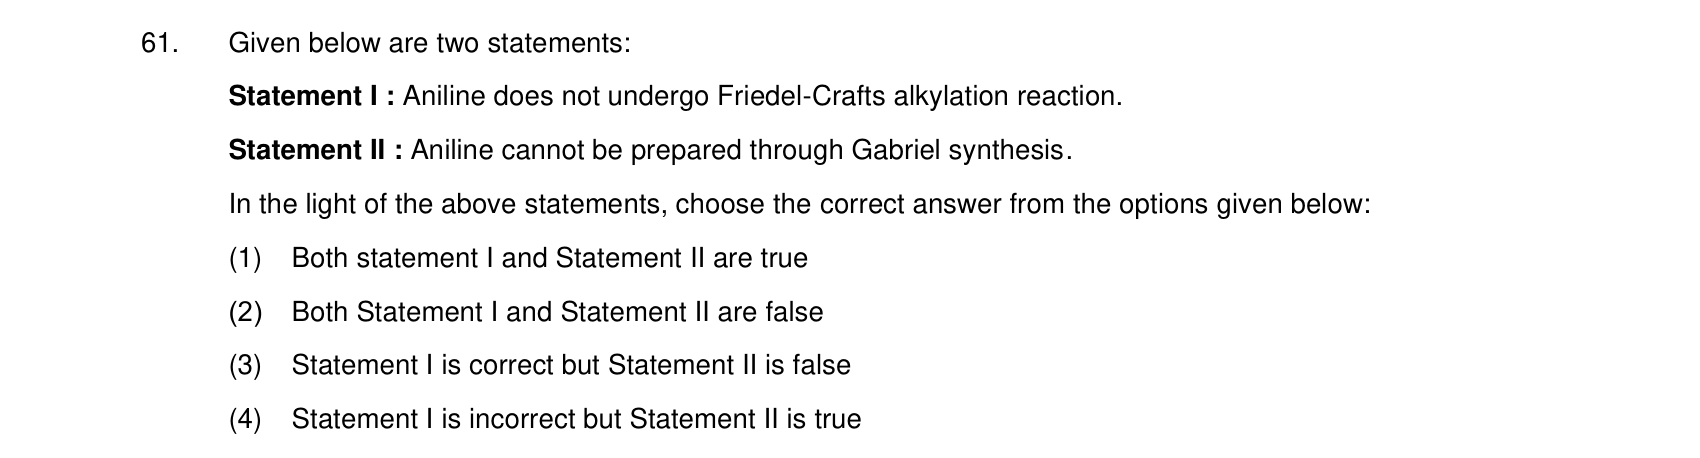 61. Given below are two statements:
Statement I : Aniline does not undergo Friedel-Crafts alkylation reaction.
Statement II : Aniline cannot be prepared through Gabriel synthesis.
In the light of the above statements, choose the correct answer from the options given below:
(1) Both statement I and Statement II are true
(2) Both Statement I and Statement II are false
(3) Statement I is correct but Statement II is false
(4) Statement I is incorrect but Statement II is true